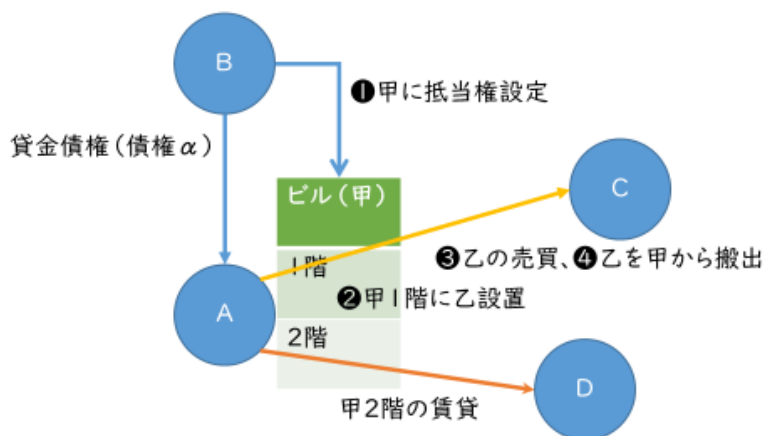 B
❶甲に抵当権設定
貸金債権(債権α)
ビル(甲)
C
❸乙の売買、❹乙を甲から搬出
1階
❷甲1階に乙設置
A
2階
D
甲2階の賃貸